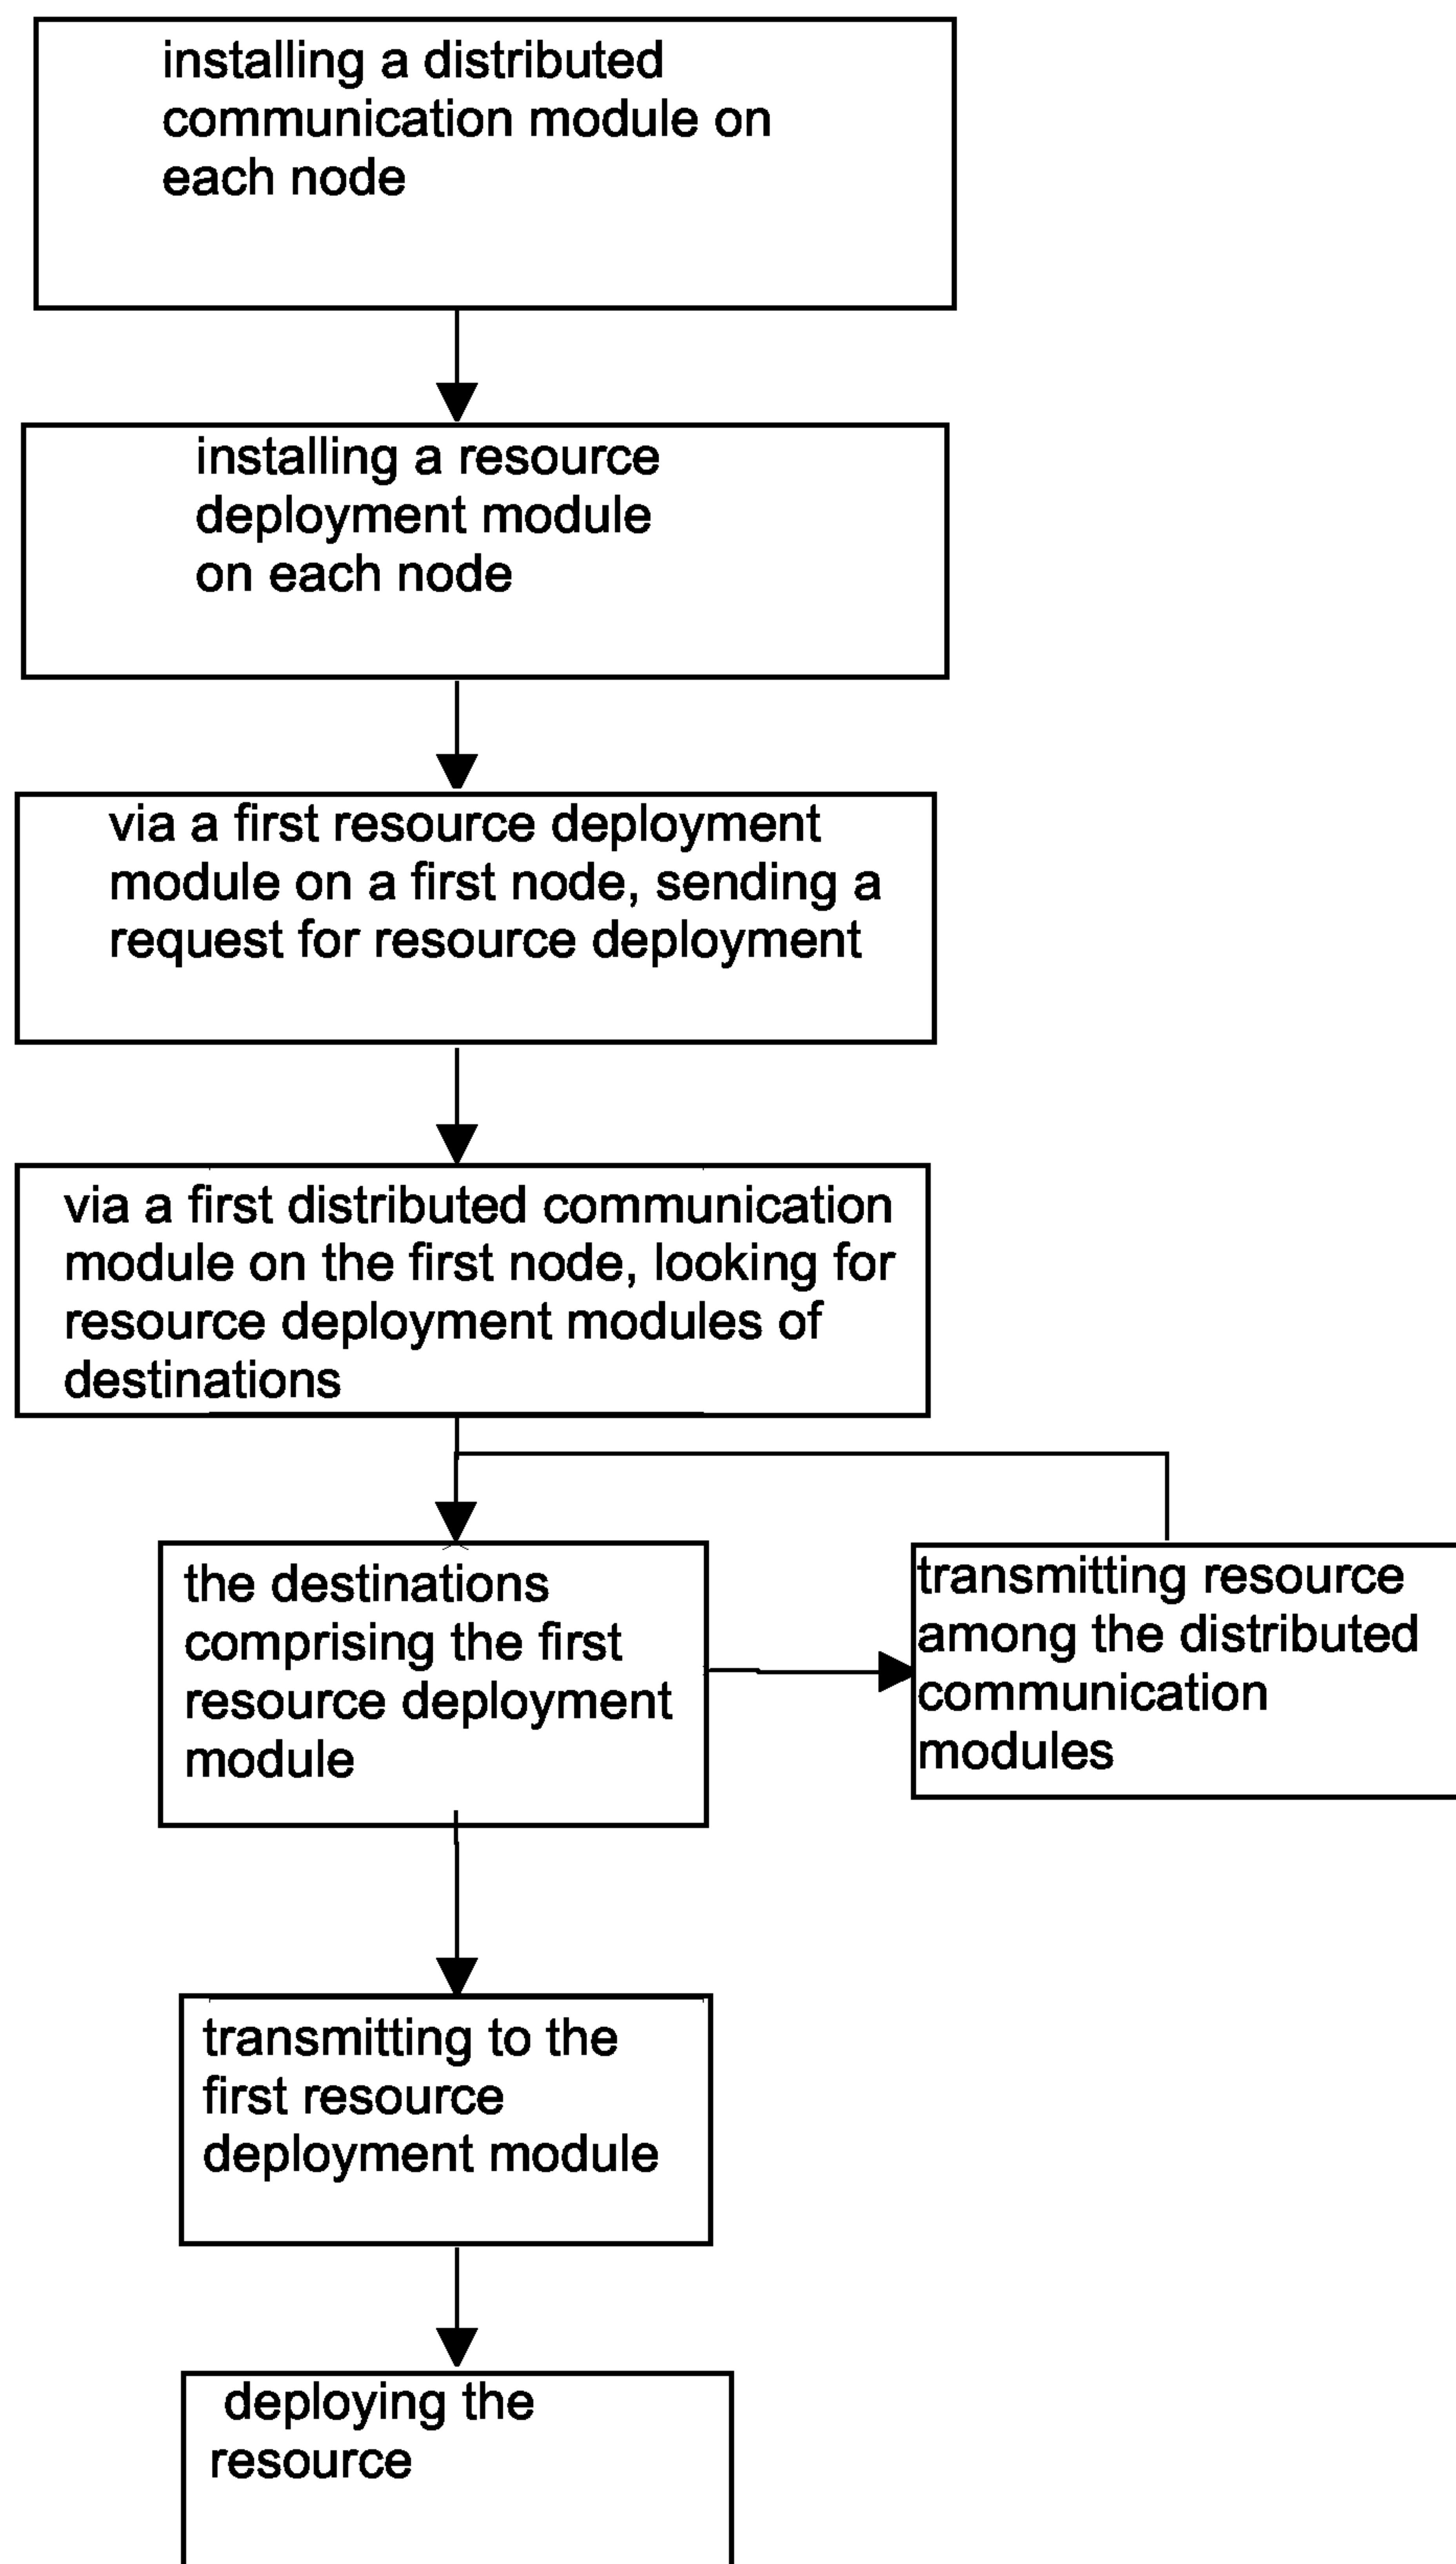 installing a distributed
communication module on
each node
installing a resource
deployment module
on each node
via a first resource deployment
module on a first node, sending a
request for resource deployment
via a first distributed communication
module on the first node, looking for
resource deployment modules of
destinations
the destinations
comprising the first
resource deployment
module
transmitting resource
among the distributed
communication
modules
transmitting to the
first resource
deployment module
deploying the
resource